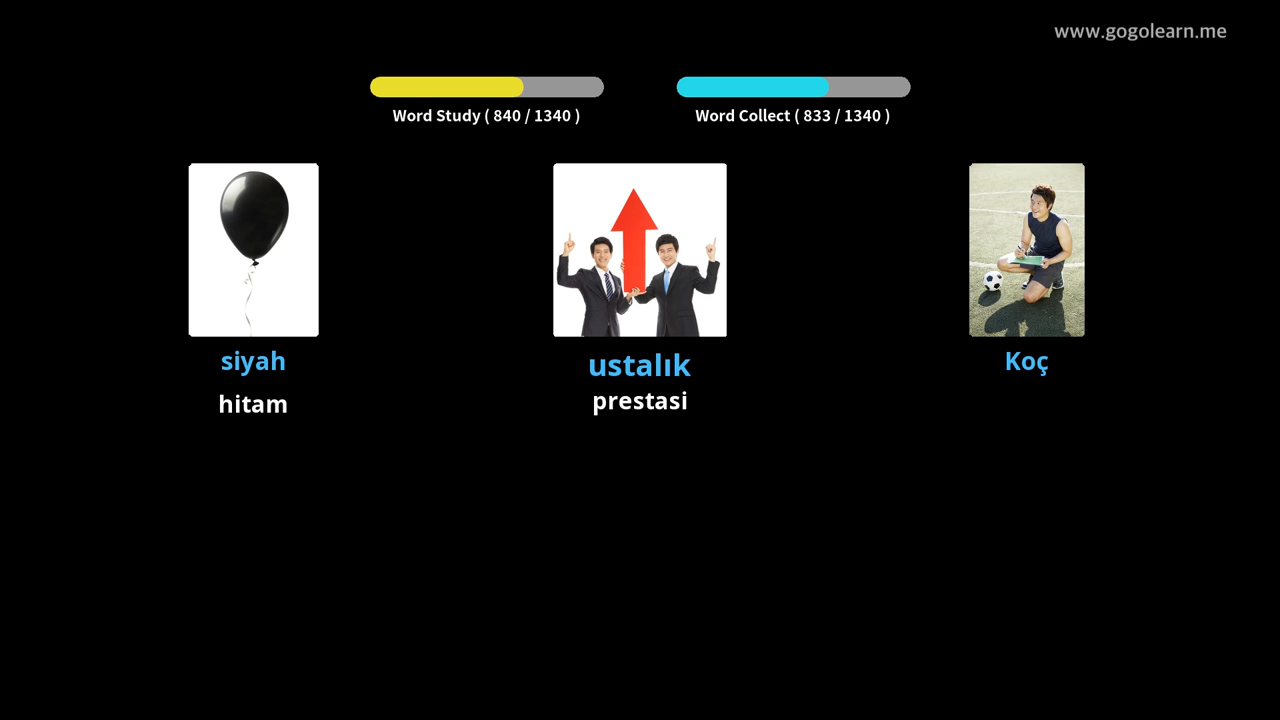 www.gogolearn.me
Word Study ( 840 / 1340 )
Word Collect ( 833 / 1340 )
siyah
hitam
ustalık
prestasi
Koç